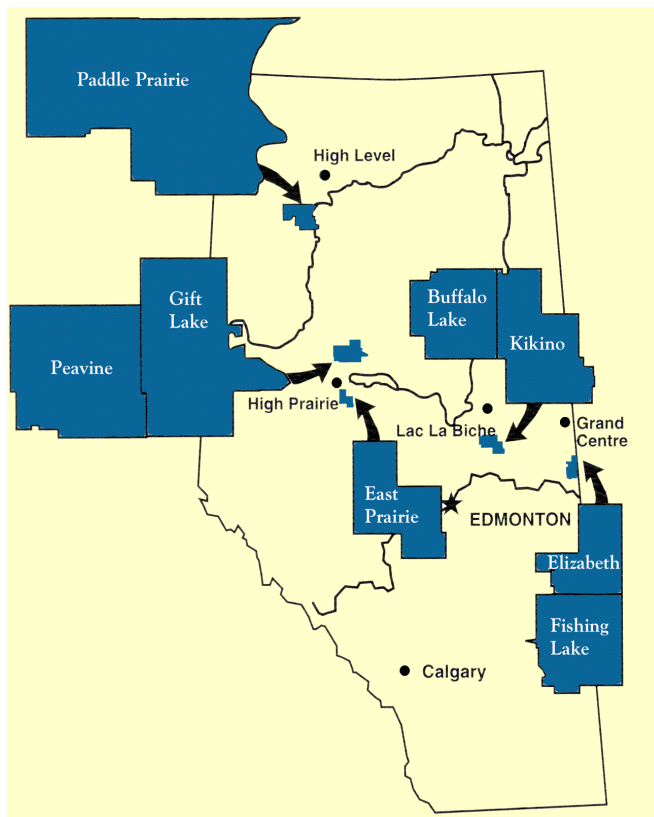 Paddle Prairie
High Level
Gift
Lake
Buffalo
Lake
Kikino
Peavine
High Prairie
Lac La Biche
Grand
Centre
East
Prairie
EDMONTON
Elizabeth
Fishing
Lake
Calgary